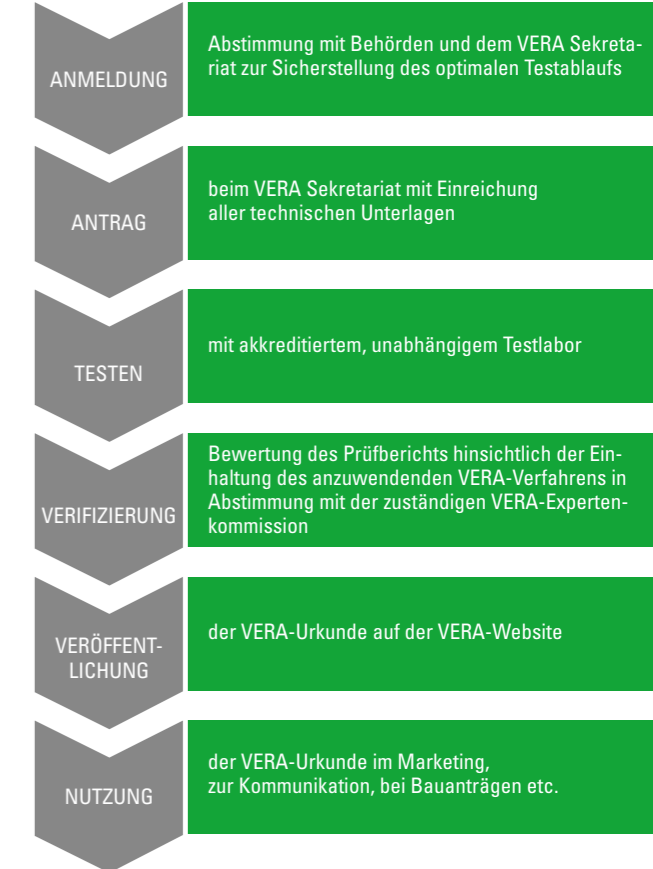 ANMELDUNG
Abstimmung mit Behörden und dem VERA Sekreta-
riat zur Sicherstellung des optimalen Testablaufs
ANTRAG
beim VERA Sekretariat mit Einreichung
aller technischen Unterlagen
TESTEN
mit akkreditiertem, unabhängigem Testlabor
VERIFIZIERUNG
Bewertung des Prüfberichts hinsichtlich der Ein-
haltung des anzuwendenden VERA-Verfahrens in
Abstimmung mit der zuständigen VERA-Experten-
kommission
VERÖFFENT-
LICHUNG
der VERA-Urkunde auf der VERA-Website
NUTZUNG
der VERA-Urkunde im Marketing,
zur Kommunikation, bei Bauanträgen etc.